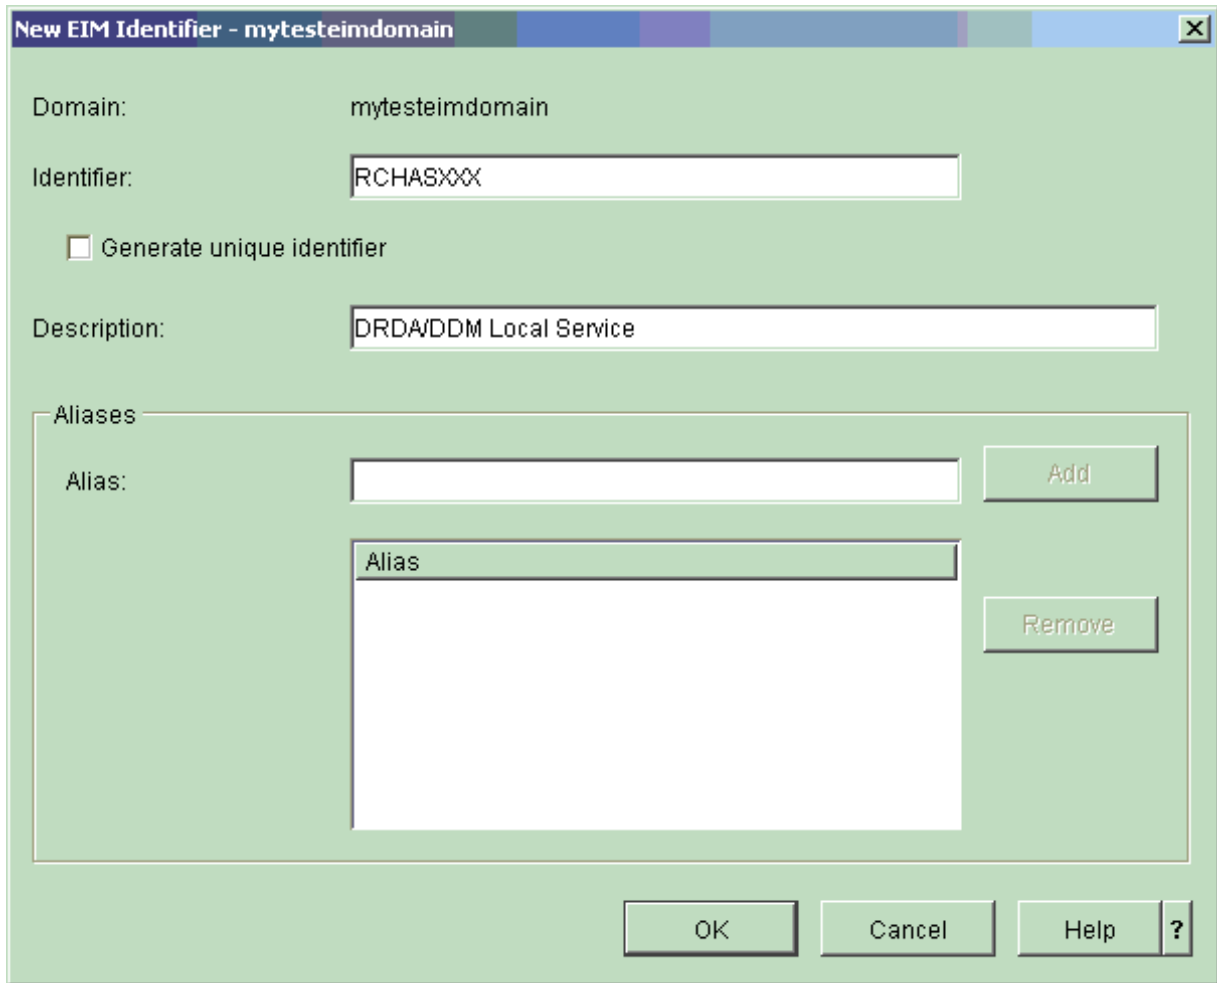 New EIM Identifier - mytesteimdomain
Domain: mytesteimdomain
Identifier: RCHASXXX
Generate unique identifier
Description: DRDA/DDM Local Service
Aliases
Alias: Add
Alias
Remove
OK Cancel Help ?